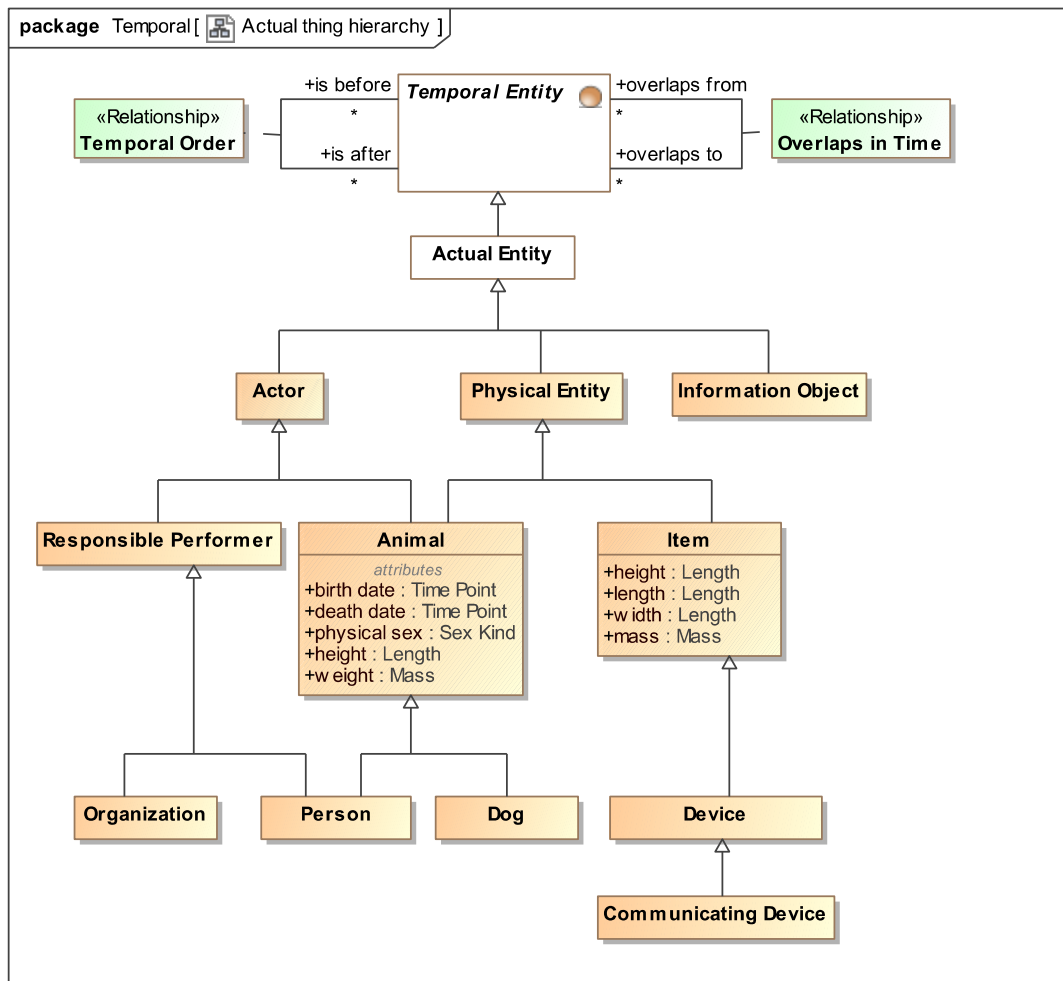 package Temporal [ Actual thing hierarchy ]
+is before
*
Temporal Entity
+overlaps from
*
«Relationship»
Temporal Order
«Relationship»
Overlaps in Time
+is after
*
+overlaps to
*
Actual Entity
Actor
Physical Entity
Information Object
Responsible Performer
Animal
attributes
+birth date : Time Point
+death date : Time Point
+physical sex : Sex Kind
+height : Length
+weight : Mass
Item
+height : Length
+length : Length
+width : Length
+mass : Mass
Organization
Person
Dog
Device
Communicating Device